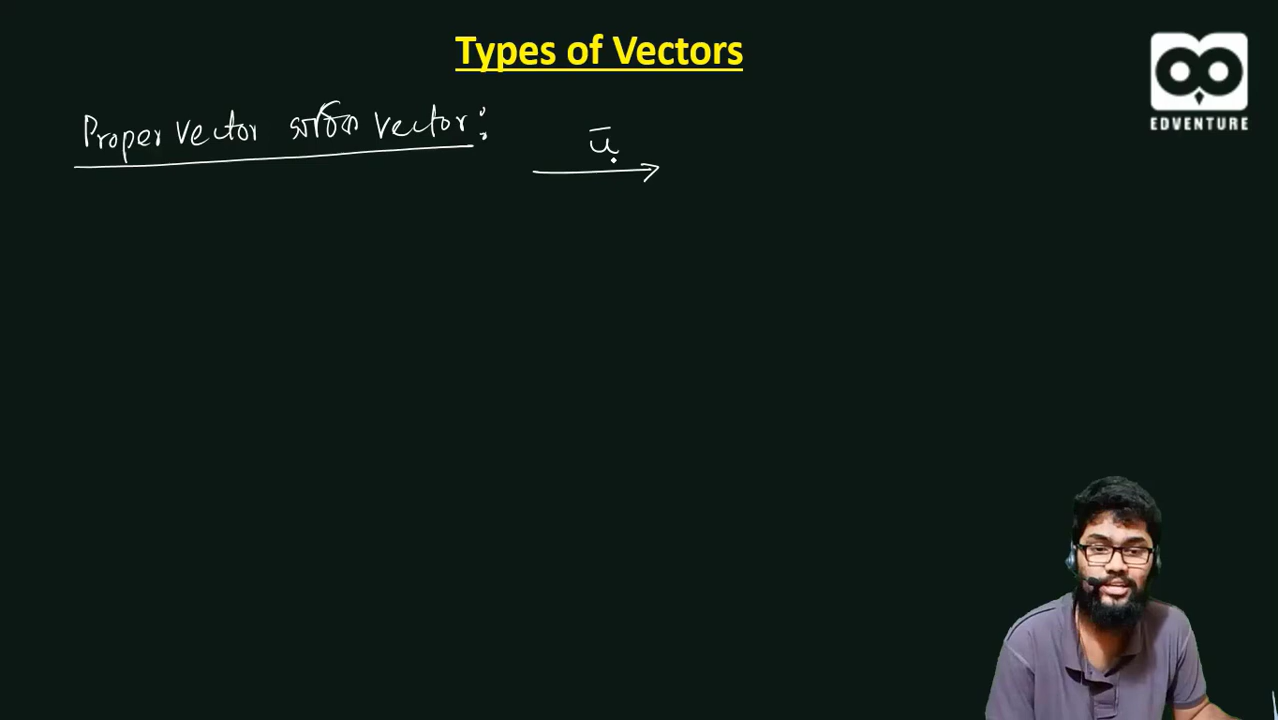 Types of Vectors
EDVENTURE
Proper vector সঠিক vector:
u̅